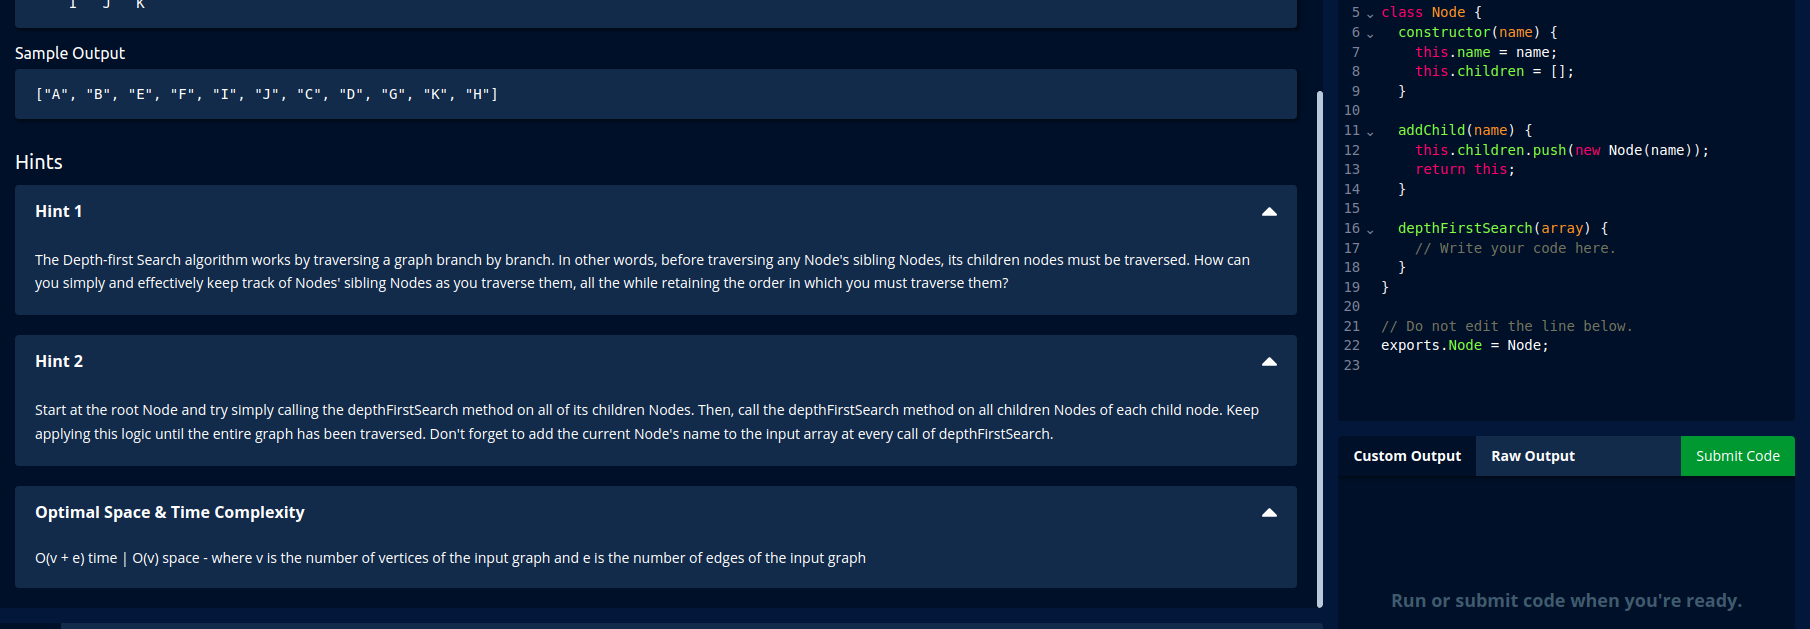 I J K
Sample Output
["A", "B", "E", "F", "I", "J", "C", "D", "G", "K", "H"]
Hints
Hint 1
The Depth-first Search algorithm works by traversing a graph branch by branch. In other words, before traversing any Node's sibling Nodes, its children nodes must be traversed. How can
you simply and effectively keep track of Nodes' sibling Nodes as you traverse them, all the while retaining the order in which you must traverse them?
Hint 2
Start at the root Node and try simply calling the depthFirstSearch method on all of its children Nodes. Then, call the depthFirstSearch method on all children Nodes of each child node. Keep
applying this logic until the entire graph has been traversed. Don't forget to add the current Node's name to the input array at every call of depthFirstSearch.
Optimal Space & Time Complexity
O(v + e) time | O(v) space - where v is the number of vertices of the input graph and e is the number of edges of the input graph
5 class Node {
6 constructor(name) {
7 this.name = name;
8 this.children = [];
9 }
10
11 addChild(name) {
12 this.children.push(new Node(name));
13 return this;
14 }
15
16 depthFirstSearch(array) {
17 // Write your code here.
18 }
19 }
20
21 // Do not edit the line below.
22 exports.Node = Node;
23
Custom Output Raw Output Submit Code
Run or submit code when you're ready.